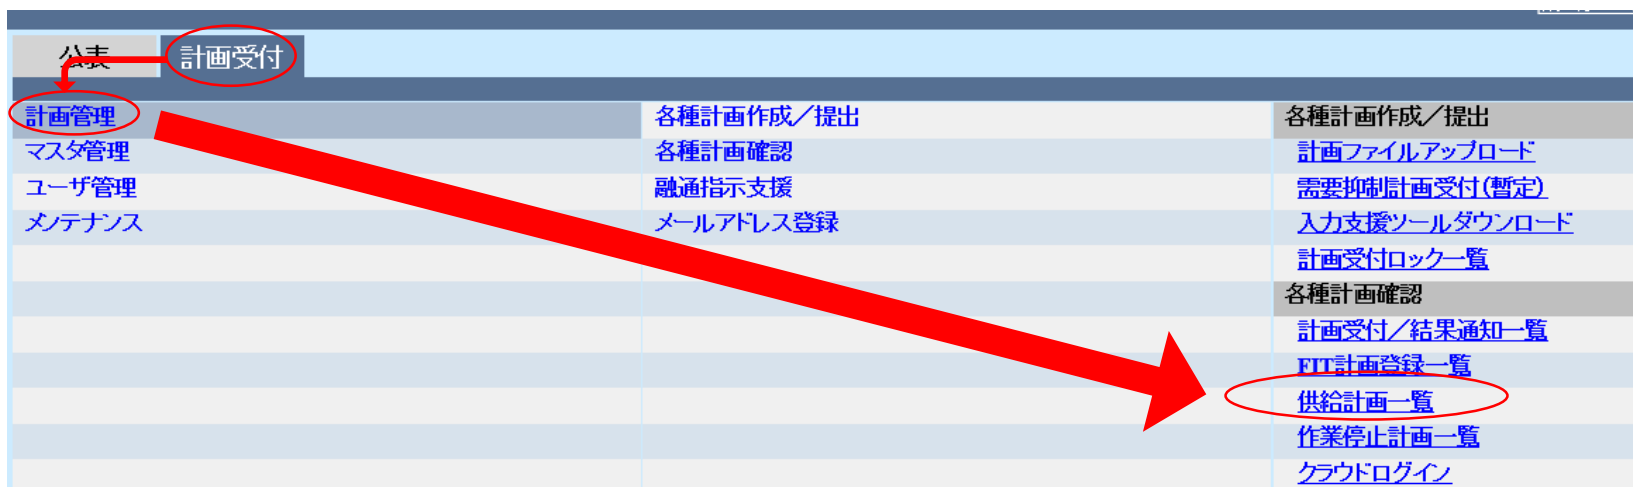 公表
計画受付
計画管理
マスタ管理
ユーザ管理
メンテナンス
各種計画作成／提出
各種計画確認
融通指示支援
メールアドレス登録
各種計画作成／提出
計画ファイルアップロード
需要抑制計画受付(暫定)
入力支援ツールダウンロード
計画受付ロック一覧
各種計画確認
計画受付／結果通知一覧
FIT計画登録一覧
供給計画一覧
作業停止計画一覧
クラウドログイン